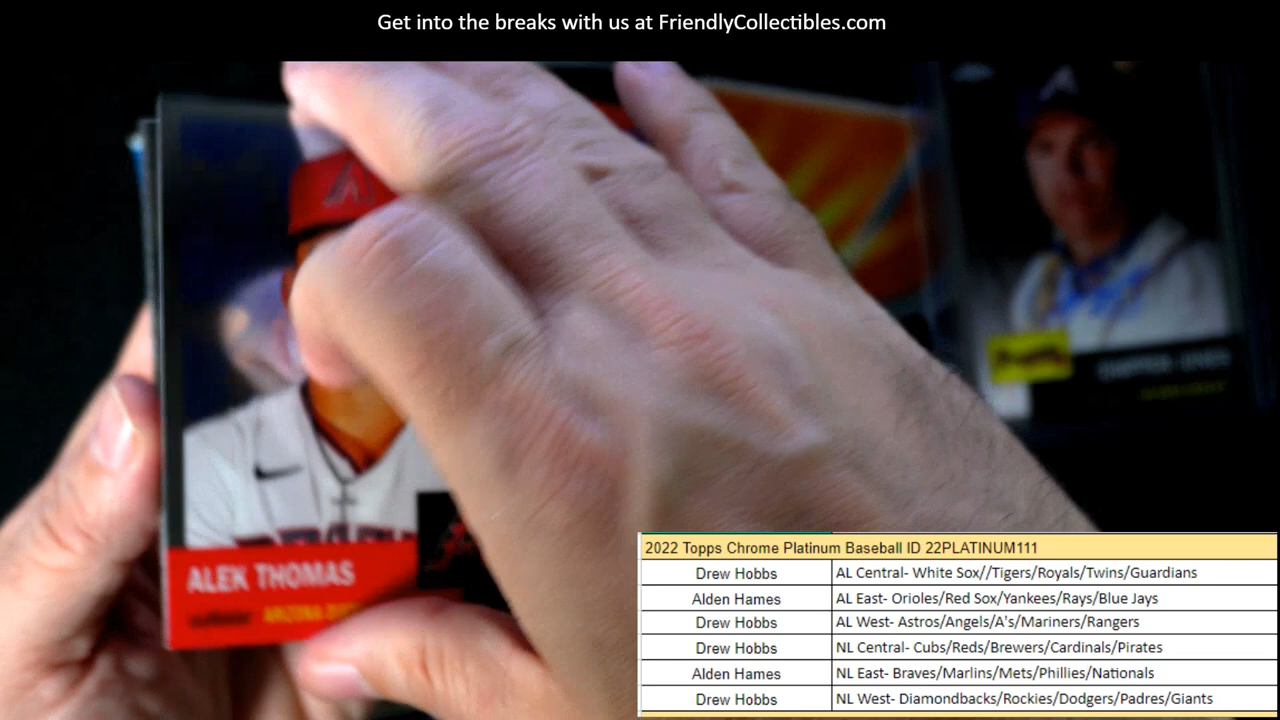 Get into the breaks with us at FriendlyCollectibles.com
ALEK THOMAS
ARIZONA
2022 Topps Chrome Platinum Baseball ID 22PLATINUM111
Drew Hobbs AL Central- White Sox//Tigers/Royals/Twins/Guardians
Alden Hames AL East- Orioles/Red Sox/Yankees/Rays/Blue Jays
Drew Hobbs AL West- Astros/Angels/A's/Mariners/Rangers
Drew Hobbs NL Central- Cubs/Reds/Brewers/Cardinals/Pirates
Alden Hames NL East- Braves/Marlins/Mets/Phillies/Nationals
Drew Hobbs NL West- Diamondbacks/Rockies/Dodgers/Padres/Giants